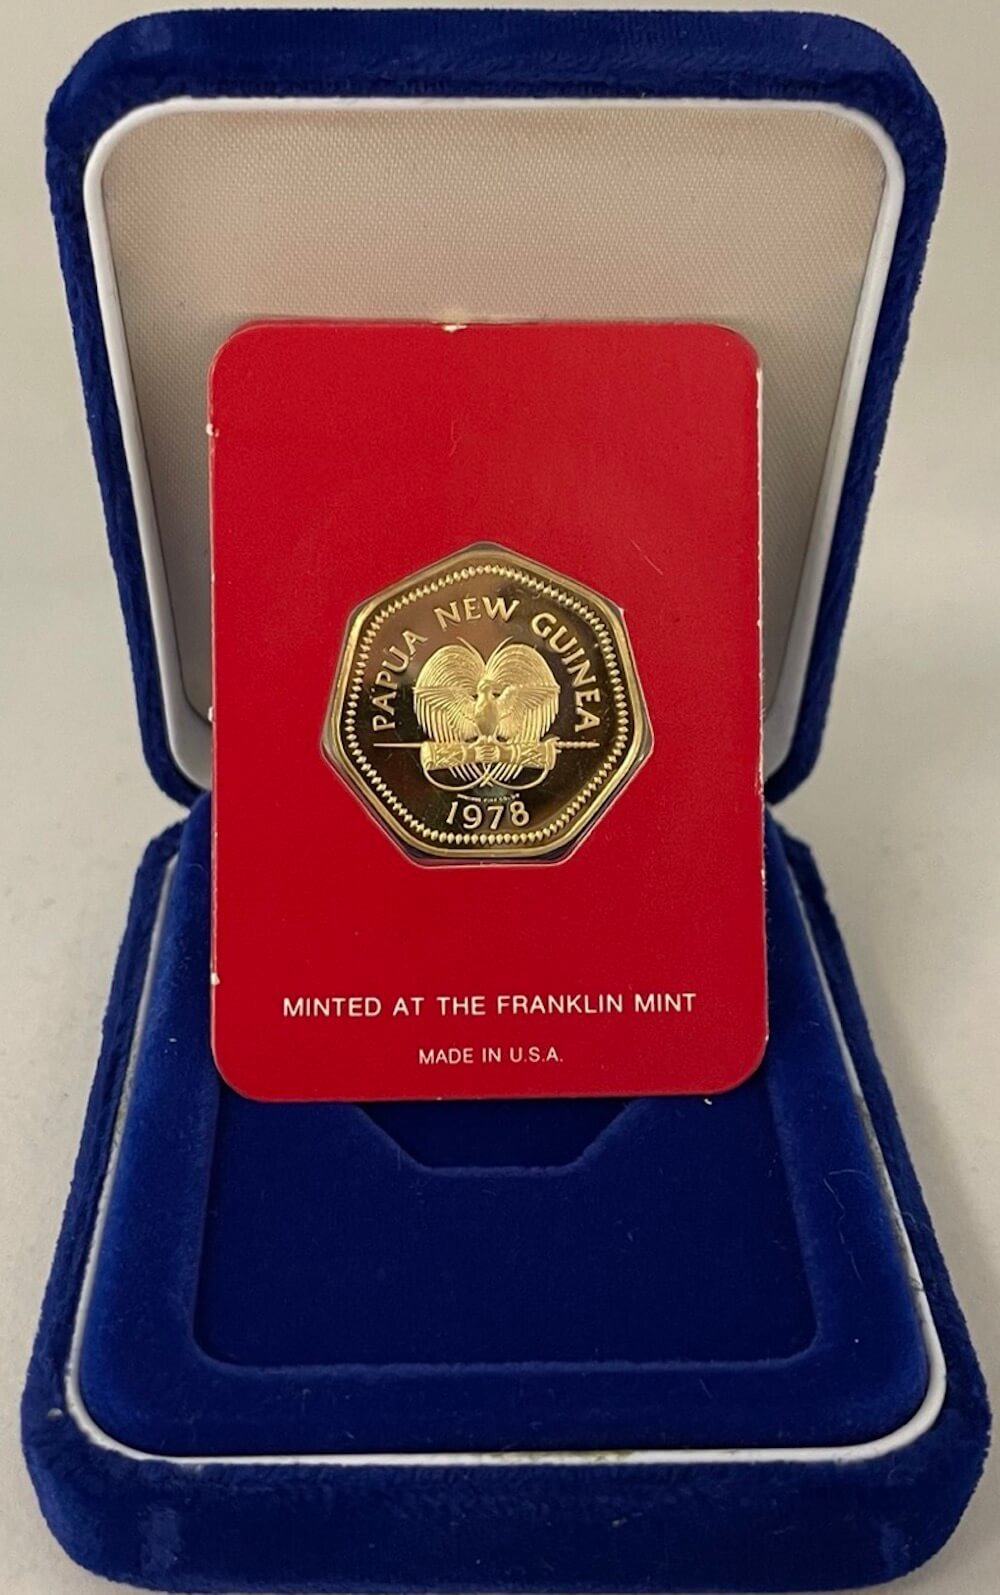 PAPUA NEW GUINEA
1978
MINTED AT THE FRANKLIN MINT
MADE IN U.S.A.